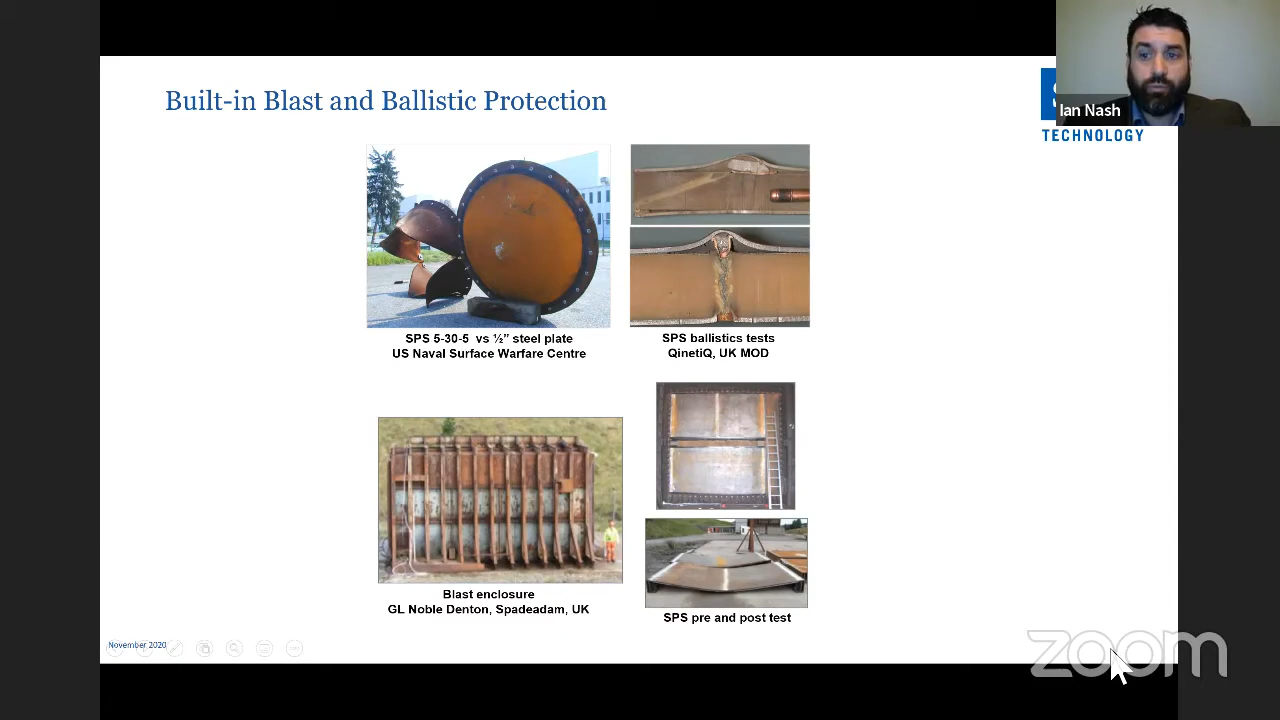 Built-in Blast and Ballistic Protection
Ian Nash
TECHNOLOGY
SPS 5-30-5 vs ½” steel plate
US Naval Surface Warfare Centre
SPS ballistics tests
QinetiQ, UK MOD
Blast enclosure
GL Noble Denton, Spadeadam, UK
SPS pre and post test
November 2020
zoom